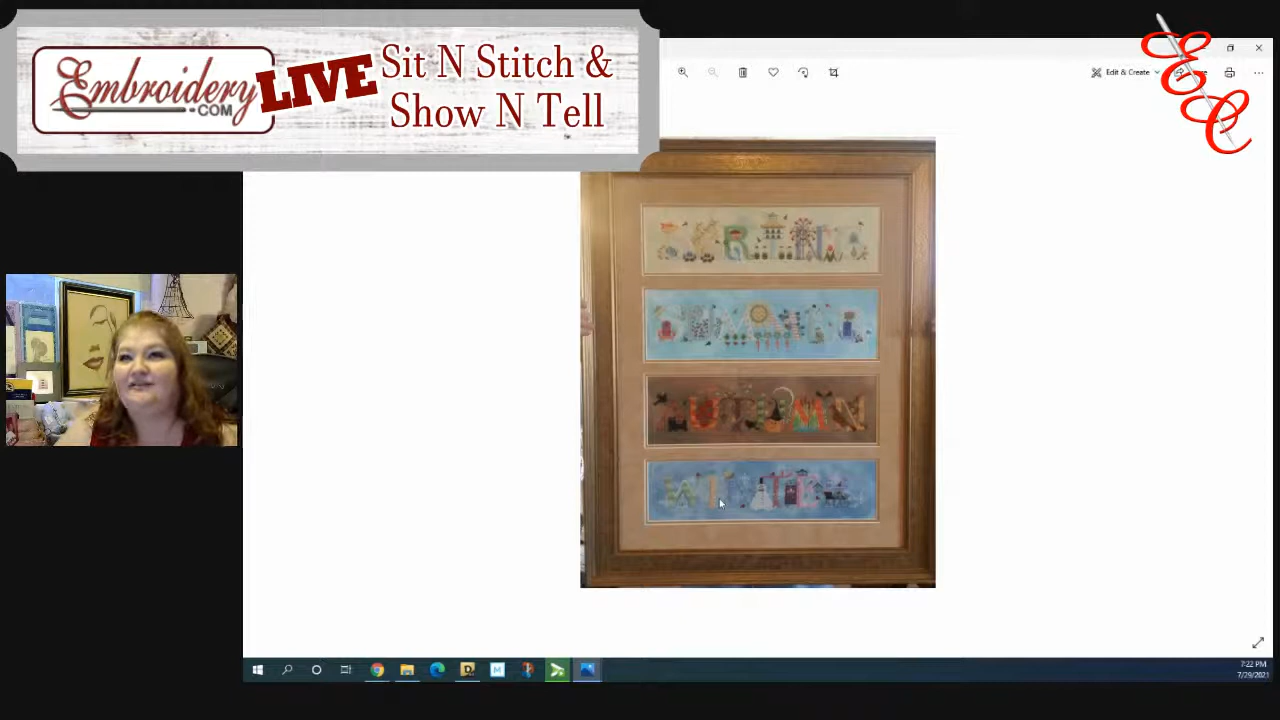 Embroidery
.COM
LIVE
Sit N Stitch &
Show N Tell
EC
Edit & Create
SPRING
SUMMER
AUTUMN
WINTER
7:22 PM
7/29/2021